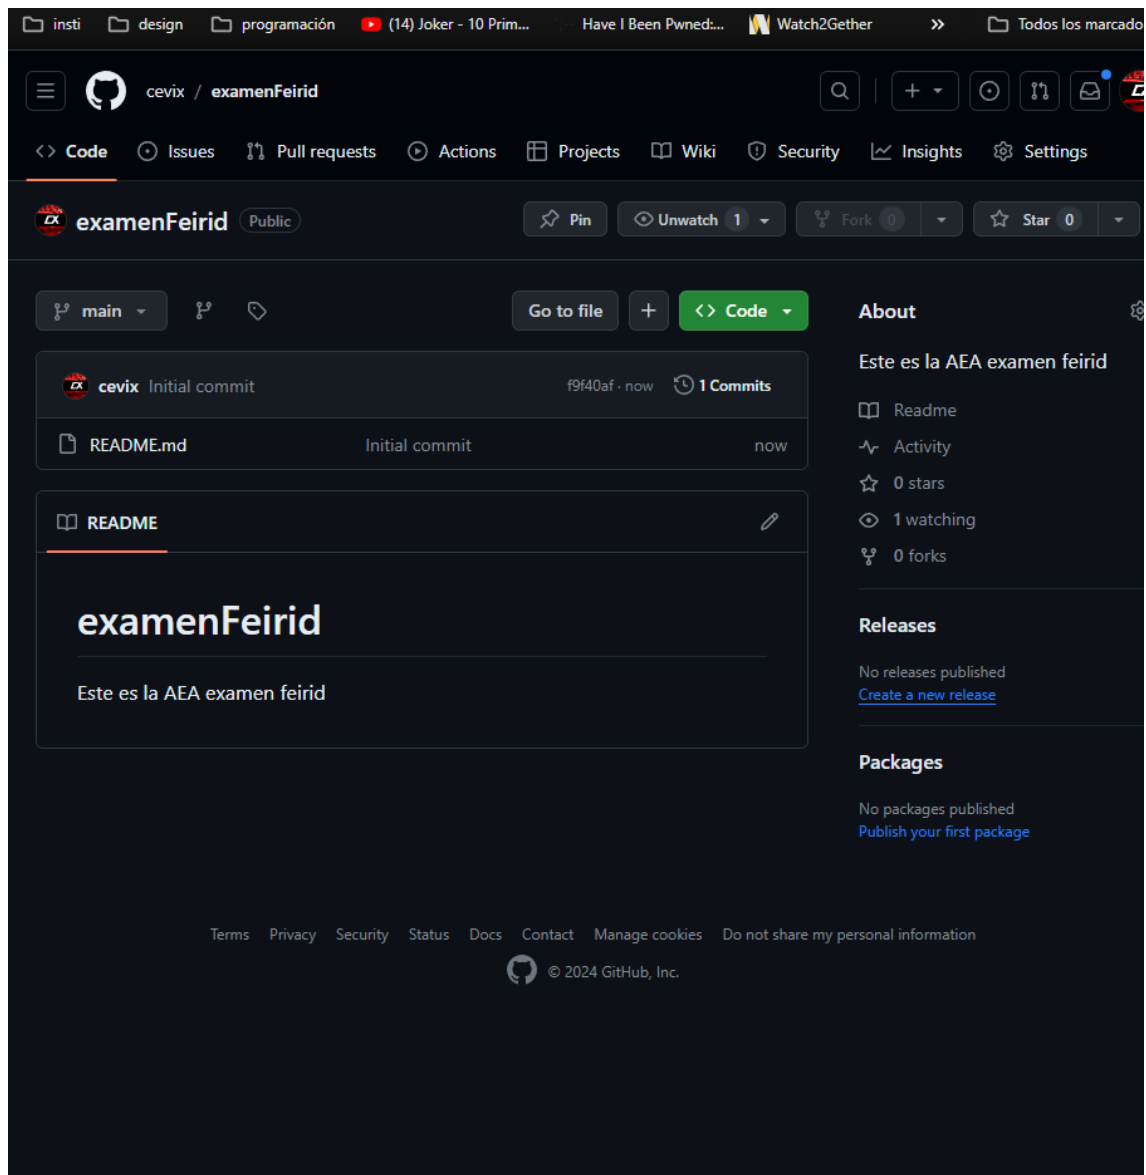 insti design programación (14) Joker - 10 Prim... Have I Been Pwned:... Watch2Gether » Todos los marcado
cevix / examenFeirid
Code Issues Pull requests Actions Projects Wiki Security Insights Settings
examenFeirid Public Pin Unwatch 1 Fork 0 Star 0
main Go to file + Code
cevix Initial commit f9f40af · now 1 Commits
README.md Initial commit now
README
examenFeirid
Este es la AEA examen feirid
About
Este es la AEA examen feirid
Readme
Activity
0 stars
1 watching
0 forks
Releases
No releases published
Create a new release
Packages
No packages published
Publish your first package
Terms Privacy Security Status Docs Contact Manage cookies Do not share my personal information
© 2024 GitHub, Inc.